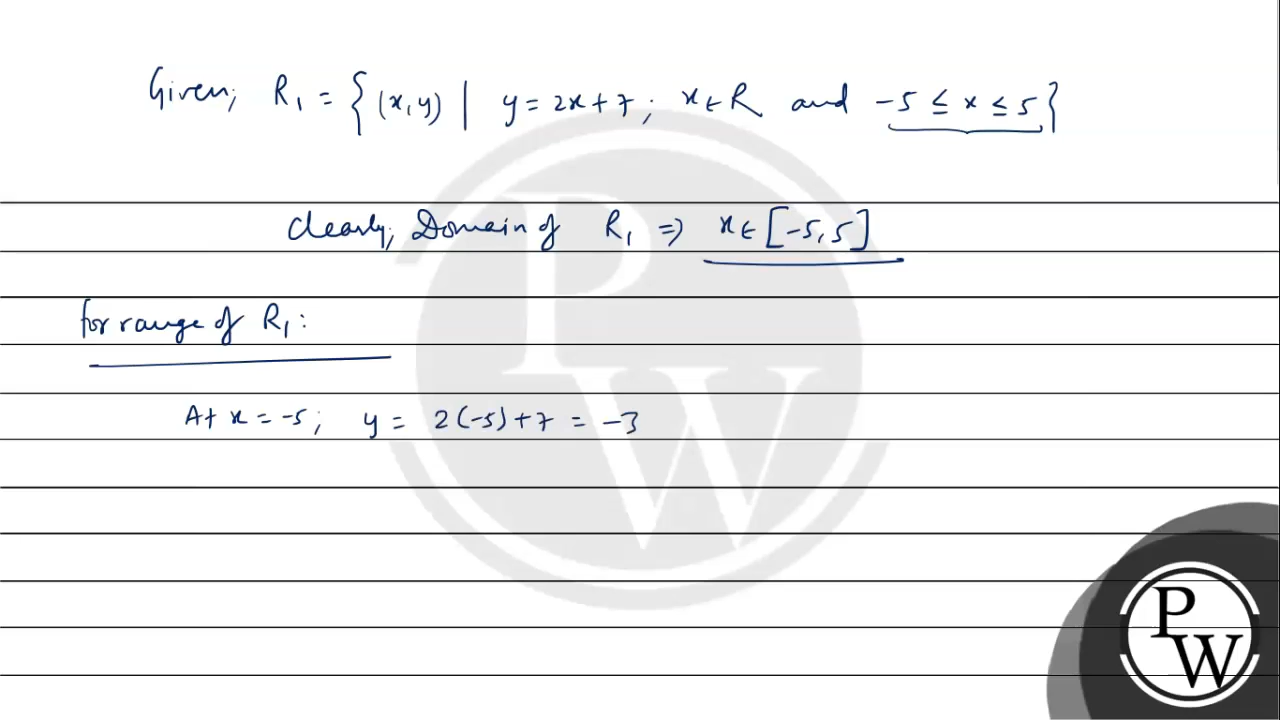 Given; R₁ = { (x, y) | y = 2x + 7 ; x ∈ R and -5 ≤ x ≤ 5 }
Clearly; Domain of R₁ ⇒ x ∈ [-5, 5]
for range of R₁ :
At x = -5 ; y = 2(-5) + 7 = -3
P
W
P
W